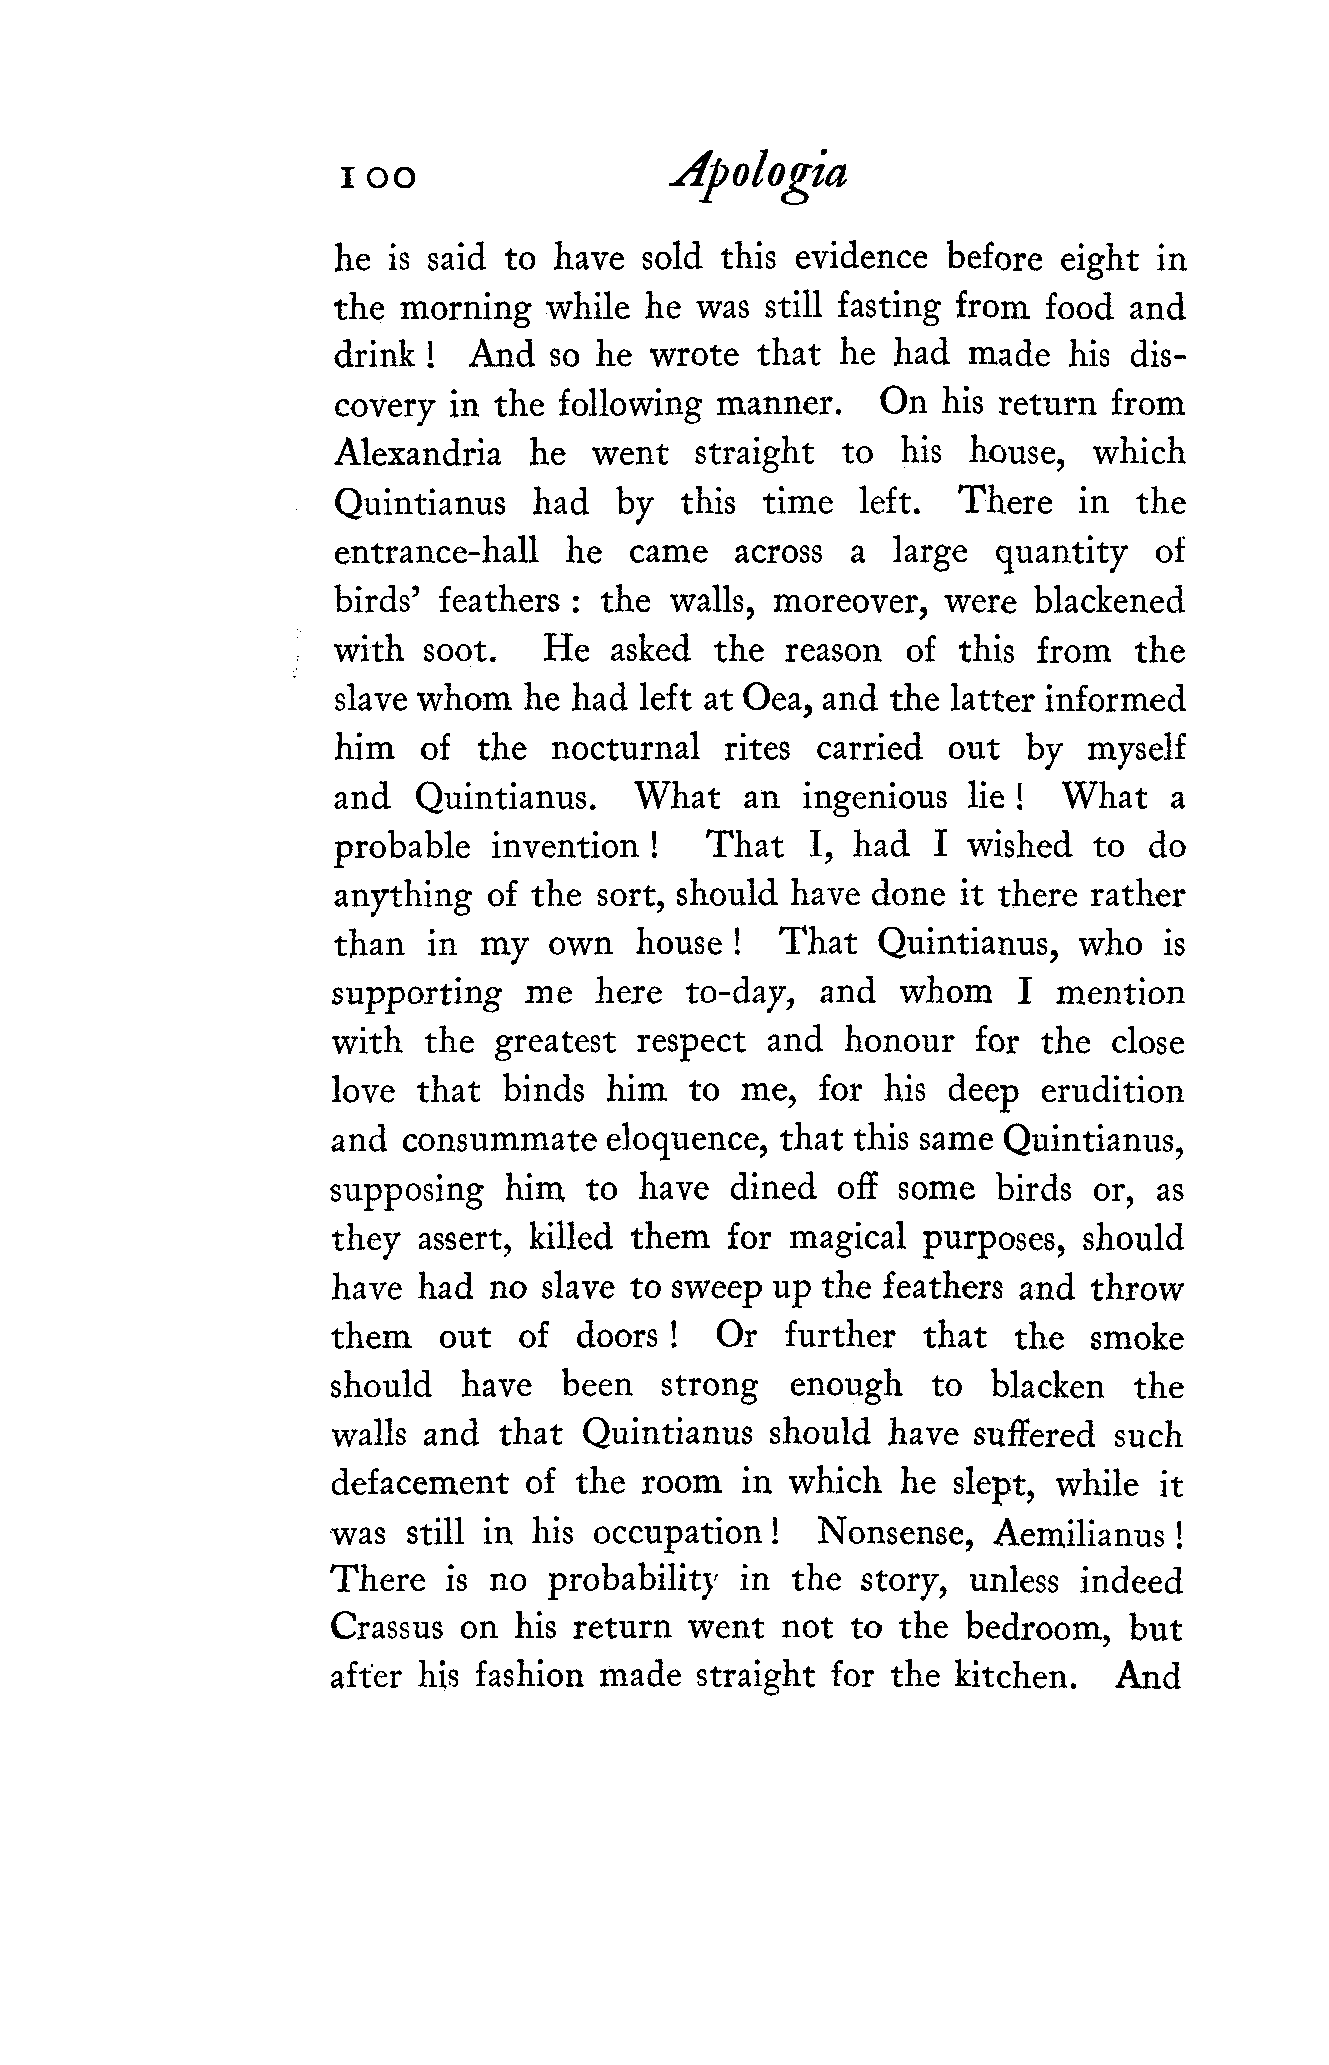 100 Apologia
he is said to have sold this evidence before eight in
the morning while he was still fasting from food and
drink ! And so he wrote that he had made his dis-
covery in the following manner. On his return from
Alexandria he went straight to his house, which
Quintianus had by this time left. There in the
entrance-hall he came across a large quantity of
birds’ feathers : the walls, moreover, were blackened
with soot. He asked the reason of this from the
slave whom he had left at Oea, and the latter informed
him of the nocturnal rites carried out by myself
and Quintianus. What an ingenious lie ! What a
probable invention ! That I, had I wished to do
anything of the sort, should have done it there rather
than in my own house ! That Quintianus, who is
supporting me here to-day, and whom I mention
with the greatest respect and honour for the close
love that binds him to me, for his deep erudition
and consummate eloquence, that this same Quintianus,
supposing him to have dined off some birds or, as
they assert, killed them for magical purposes, should
have had no slave to sweep up the feathers and throw
them out of doors ! Or further that the smoke
should have been strong enough to blacken the
walls and that Quintianus should have suffered such
defacement of the room in which he slept, while it
was still in his occupation ! Nonsense, Aemilianus !
There is no probability in the story, unless indeed
Crassus on his return went not to the bedroom, but
after his fashion made straight for the kitchen. And